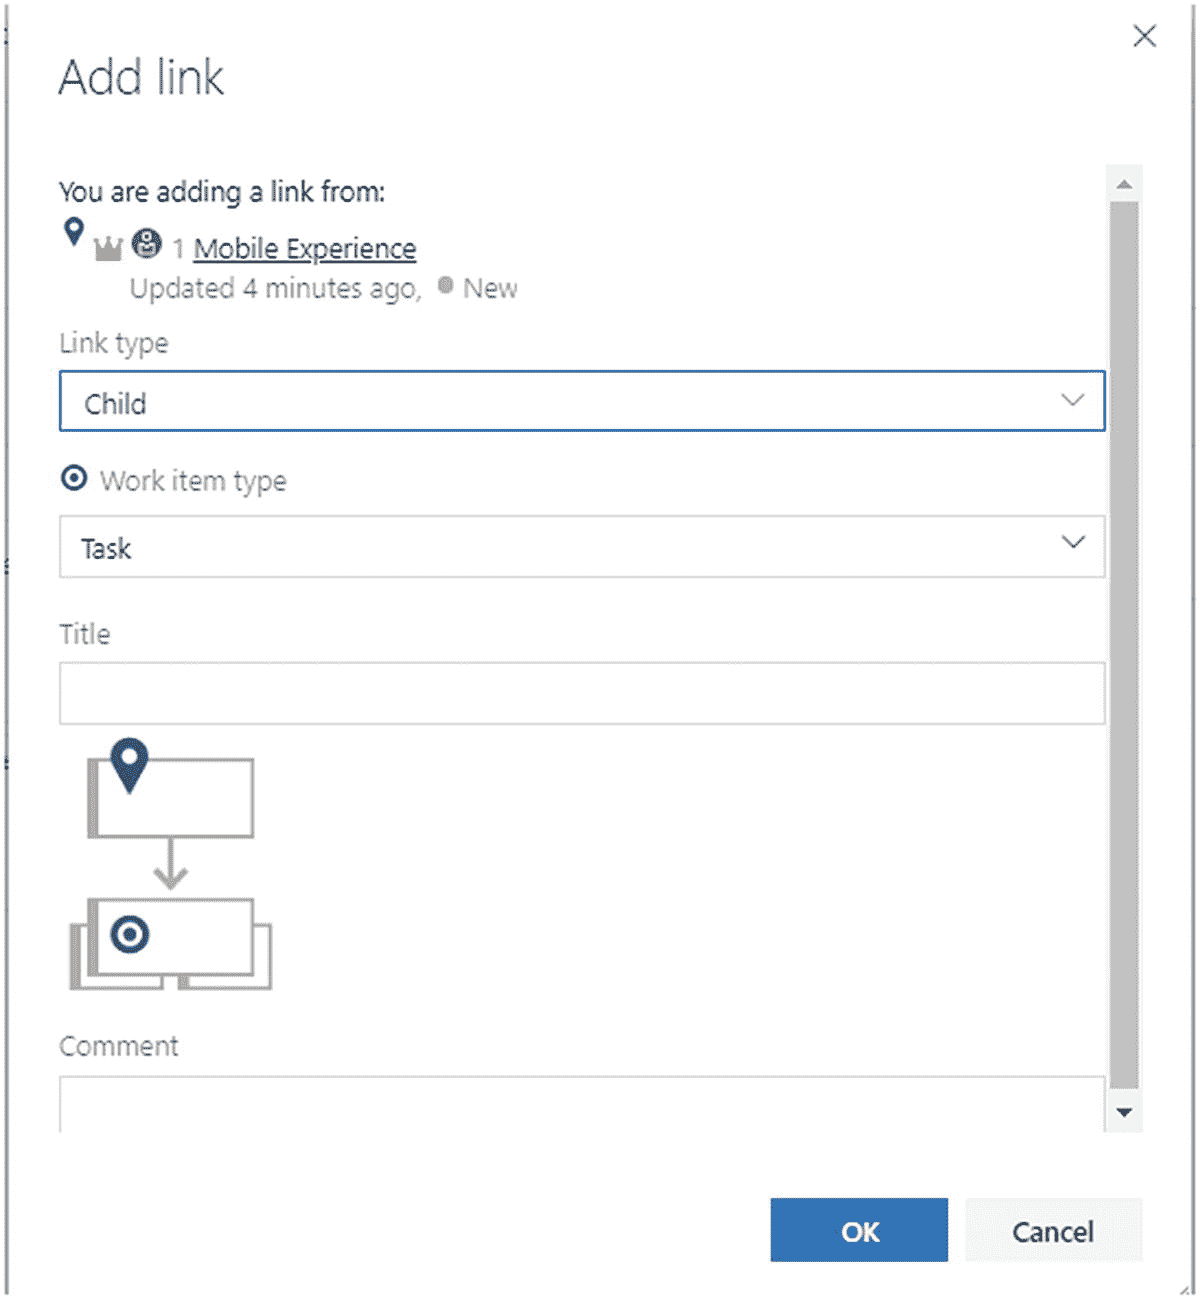 Add link
You are adding a link from:
1 Mobile Experience
Updated 4 minutes ago, New
Link type
Child
Work item type
Task
Title
Comment
OK Cancel